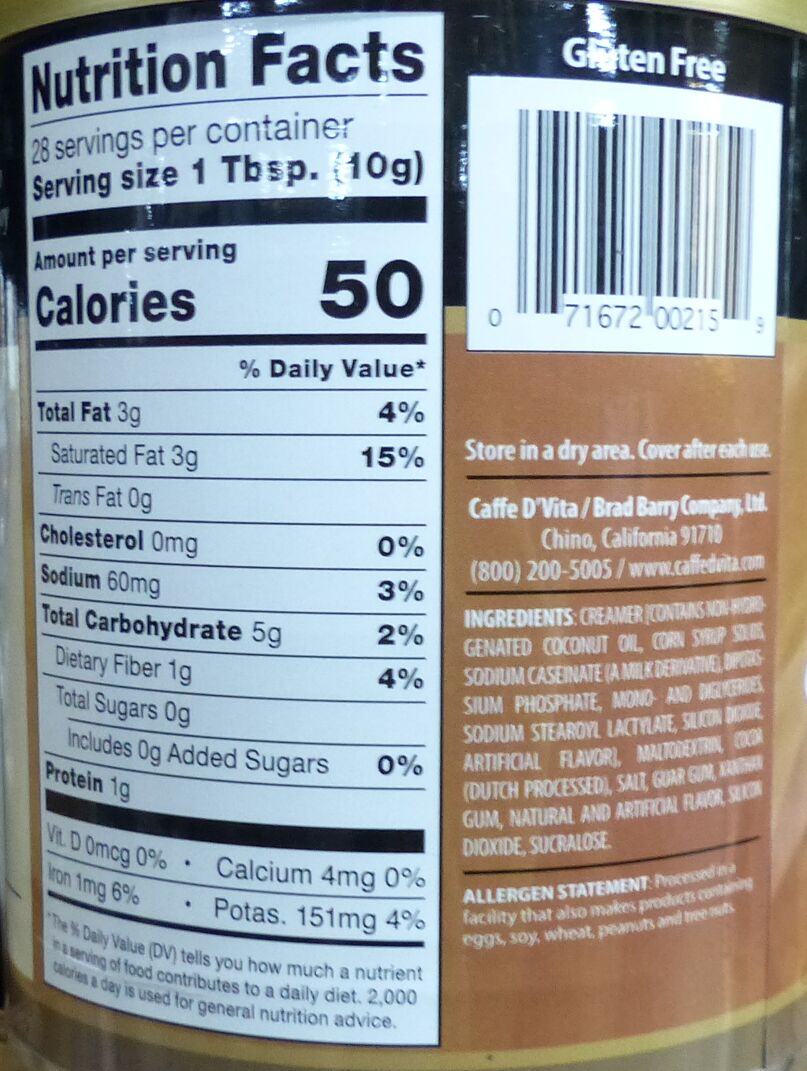 Nutrition Facts
28 servings per container
Serving size 1 Tbsp. (10g)
Amount per serving
Calories 50
% Daily Value*
Total Fat 3g 4%
Saturated Fat 3g 15%
Trans Fat 0g
Cholesterol 0mg 0%
Sodium 60mg 3%
Total Carbohydrate 5g 2%
Dietary Fiber 1g 4%
Total Sugars 0g
Includes 0g Added Sugars 0%
Protein 1g
Vit. D 0mcg 0% • Calcium 4mg 0%
Iron 1mg 6% • Potas. 151mg 4%
*The % Daily Value (DV) tells you how much a nutrient
in a serving of food contributes to a daily diet. 2,000
calories a day is used for general nutrition advice.
Gluten Free
0 71672 00215 9
Store in a dry area. Cover after each use.
Caffe D'Vita / Brad Barry Company, Ltd.
Chino, California 91710
(800) 200-5005 / www.caffedvita.com
INGREDIENTS: CREAMER [CONTAINS NON-HYDRO-
GENATED COCONUT OIL, CORN SYRUP SOLIDS,
SODIUM CASEINATE (A MILK DERIVATIVE), DIPOTAS-
SIUM PHOSPHATE, MONO- AND DIGLYCERIDES,
SODIUM STEAROYL LACTYLATE, SILICON DIOXIDE,
ARTIFICIAL FLAVOR], MALTODEXTRIN, COCOA
(DUTCH PROCESSED), SALT, GUAR GUM, XANTHAN
GUM, NATURAL AND ARTIFICIAL FLAVOR, SILICON
DIOXIDE, SUCRALOSE.
ALLERGEN STATEMENT: Processed in a
facility that also makes products containing
eggs, soy, wheat, peanuts and tree nuts.